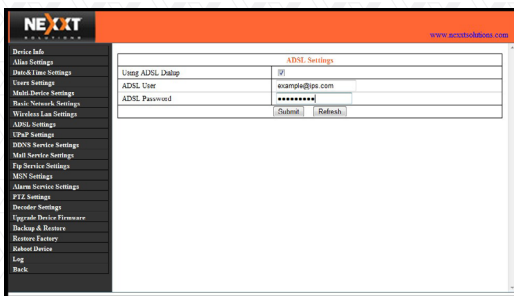 NEXXT
SOLUTIONS
www.nexxtsolutions.com
Device Info
Alias Settings
Date&Time Settings
Users Settings
Multi-Device Settings
Basic Network Settings
Wireless Lan Settings
ADSL Settings
UPnP Settings
DDNS Service Settings
Mail Service Settings
Ftp Service Settings
MSN Settings
Alarm Service Settings
PTZ Settings
Decoder Settings
Upgrade Device Firmware
Backup & Restore
Restore Factory
Reboot Device
Log
Back
ADSL Settings
Using ADSL Dialup
ADSL User example@ips.com
ADSL Password •••••••••
Submit Refresh